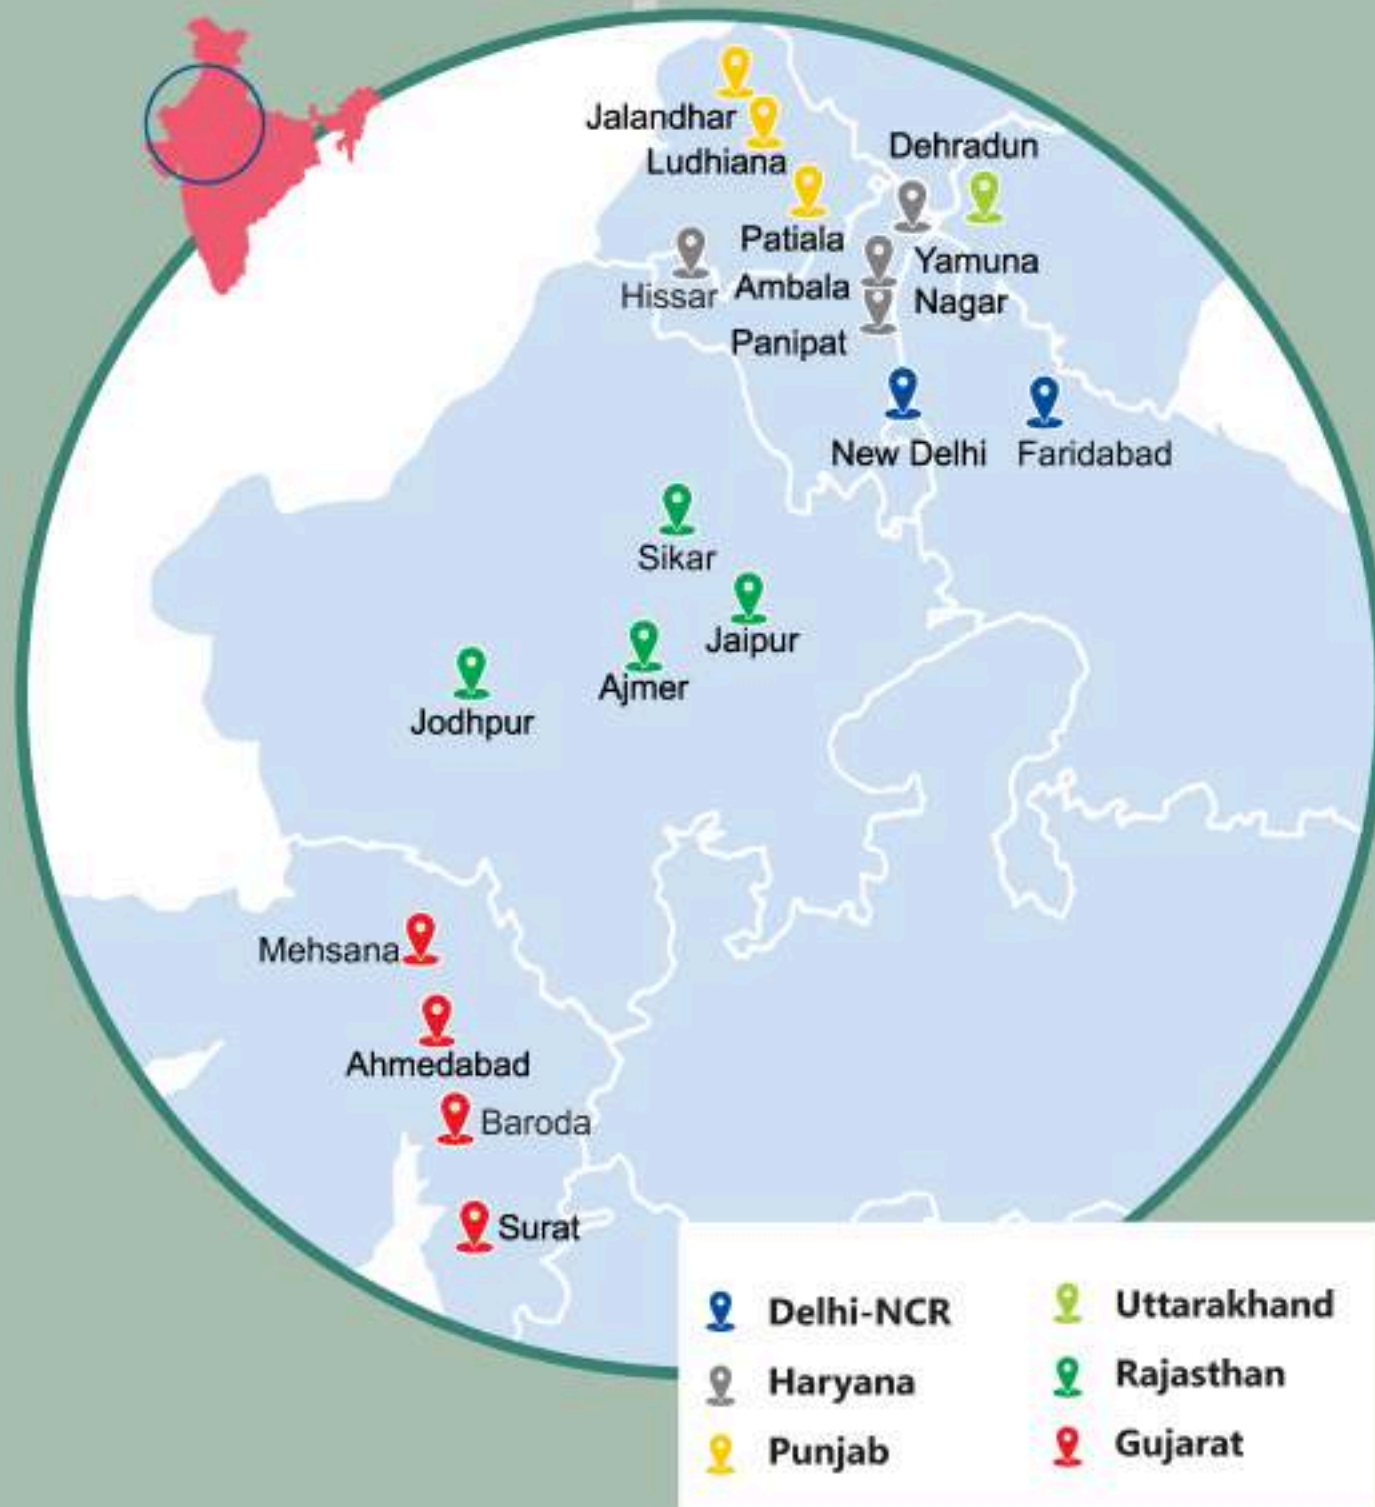 Jalandhar
Ludhiana
Dehradun
Patiala
Hissar
Ambala
Yamuna
Nagar
Panipat
New Delhi
Faridabad
Sikar
Jaipur
Ajmer
Jodhpur
Mehsana
Ahmedabad
Baroda
Surat
Delhi-NCR
Haryana
Punjab
Uttarakhand
Rajasthan
Gujarat